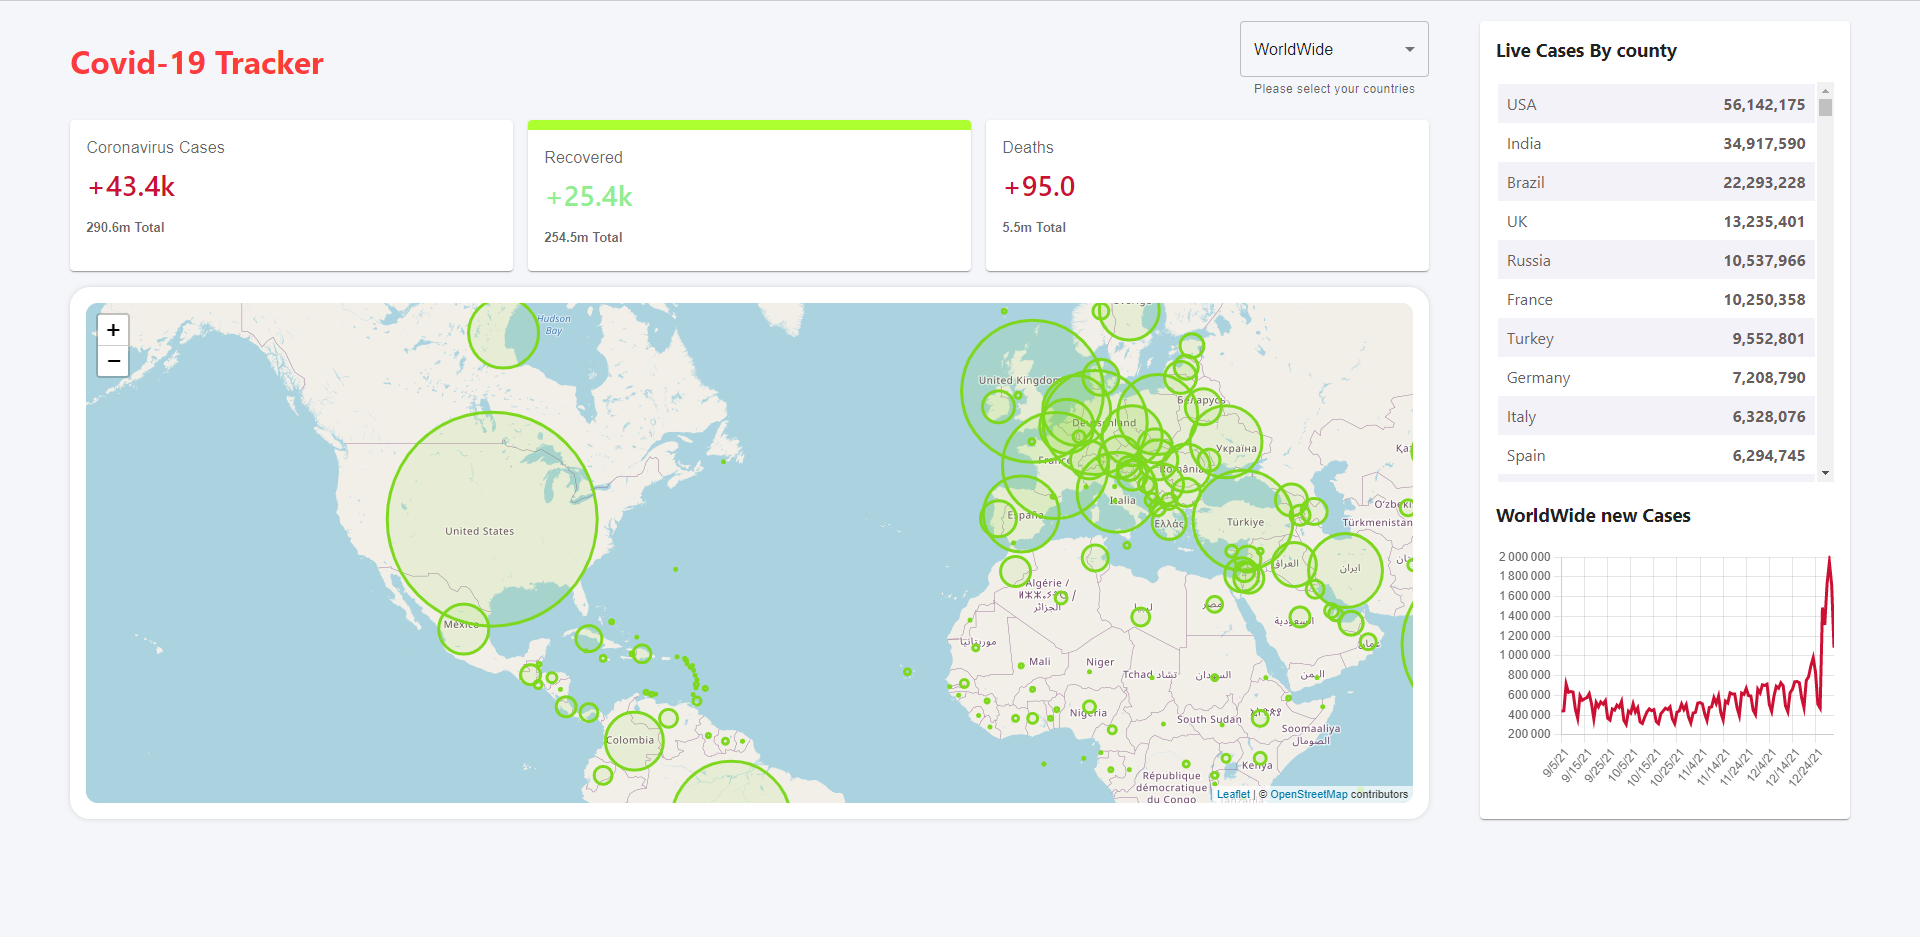 Covid-19 Tracker
WorldWide
Please select your countries
Coronavirus Cases
+43.4k
290.6m Total
Recovered
+25.4k
254.5m Total
Deaths
+95.0
5.5m Total
+
−
Hudson
Bay
United States
México
Colombia
United Kingdom
Беларусь
Deutschland
Україна
France
România
Italia
España
Ελλάς
Türkiye
Türkmenistan
العراق
ایران
Algérie /
الجزائر
ليبيا
مصر
السعودية
عمان
موريتانيا
Mali
Niger
Tchad تشاد
السودان
اليمن
Nigeria
South Sudan
Soomaaliya
الصومال
Kenya
République
démocratique
du Congo
Leaflet | © OpenStreetMap contributors
Live Cases By county
USA 56,142,175
India 34,917,590
Brazil 22,293,228
UK 13,235,401
Russia 10,537,966
France 10,250,358
Turkey 9,552,801
Germany 7,208,790
Italy 6,328,076
Spain 6,294,745
WorldWide new Cases
2 000 000
1 800 000
1 600 000
1 400 000
1 200 000
1 000 000
800 000
600 000
400 000
200 000
9/5/21
9/15/21
9/25/21
10/5/21
10/15/21
10/25/21
11/4/21
11/14/21
11/24/21
12/4/21
12/14/21
12/24/21